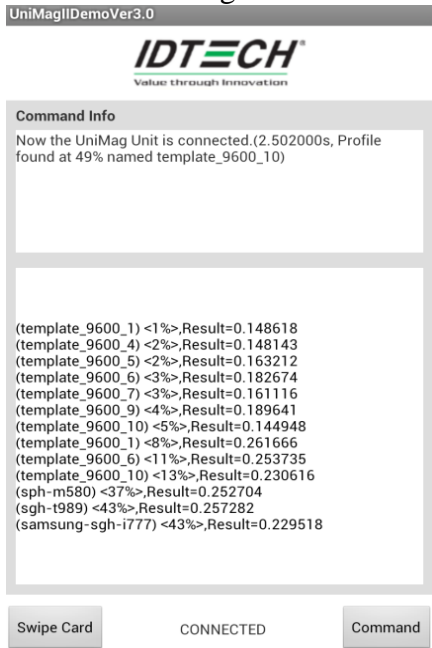 UniMagIIDemoVer3.0
IDTECH®
Value through Innovation
Command Info
Now the UniMag Unit is connected.(2.502000s, Profile
found at 49% named template_9600_10)
(template_9600_1) <1%>,Result=0.148618
(template_9600_4) <2%>,Result=0.148143
(template_9600_5) <2%>,Result=0.163212
(template_9600_6) <3%>,Result=0.182674
(template_9600_7) <3%>,Result=0.161116
(template_9600_9) <4%>,Result=0.189641
(template_9600_10) <5%>,Result=0.144948
(template_9600_1) <8%>,Result=0.261666
(template_9600_6) <11%>,Result=0.253735
(template_9600_10) <13%>,Result=0.230616
(sph-m580) <37%>,Result=0.252704
(sgh-t989) <43%>,Result=0.257282
(samsung-sgh-i777) <43%>,Result=0.229518
Swipe Card CONNECTED Command